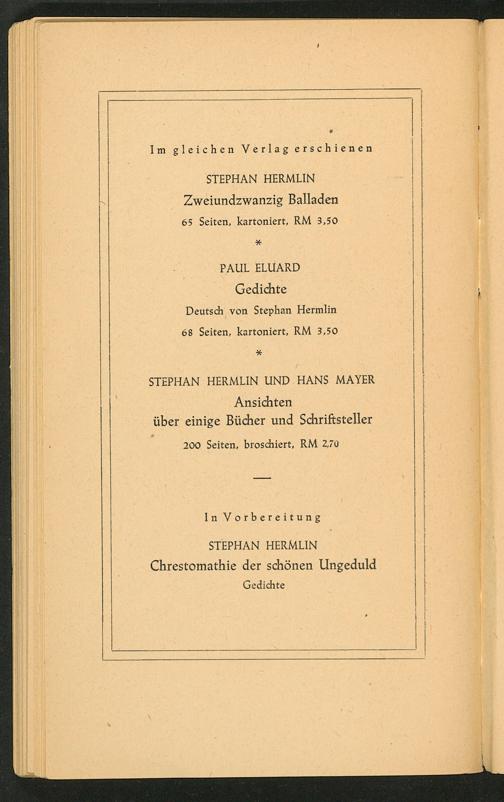 Im gleichen Verlag erschienen
STEPHAN HERMLIN
Zweiundzwanzig Balladen
65 Seiten, kartoniert, RM 3,50
*
PAUL ELUARD
Gedichte
Deutsch von Stephan Hermlin
68 Seiten, kartoniert, RM 3,50
*
STEPHAN HERMLIN UND HANS MAYER
Ansichten
über einige Bücher und Schriftsteller
200 Seiten, broschiert, RM 2,70
—
In Vorbereitung
STEPHAN HERMLIN
Chrestomathie der schönen Ungeduld
Gedichte